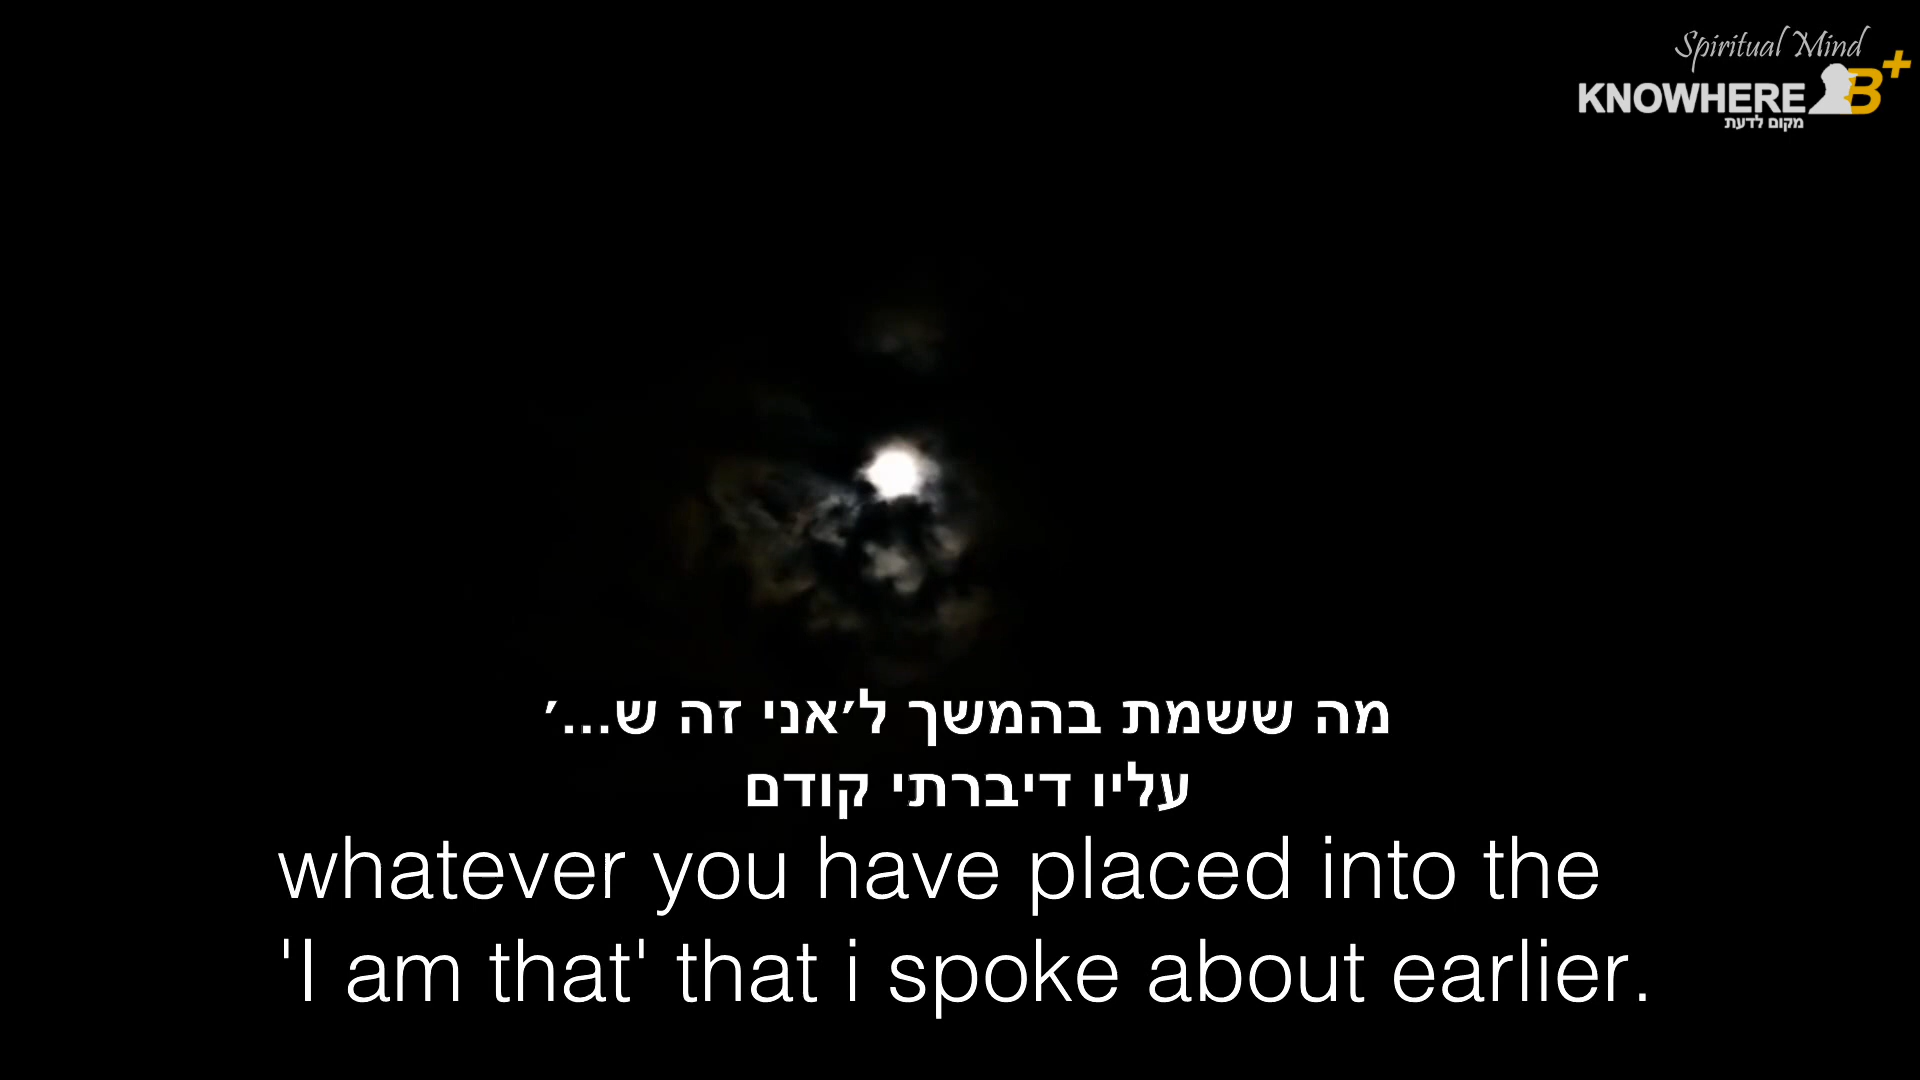 Spiritual Mind
KNOWHERE B+
מקום לדעת
מה ששמת בהמשך ל׳אני זה ש...׳
עליו דיברתי קודם
whatever you have placed into the
'I am that' that i spoke about earlier.